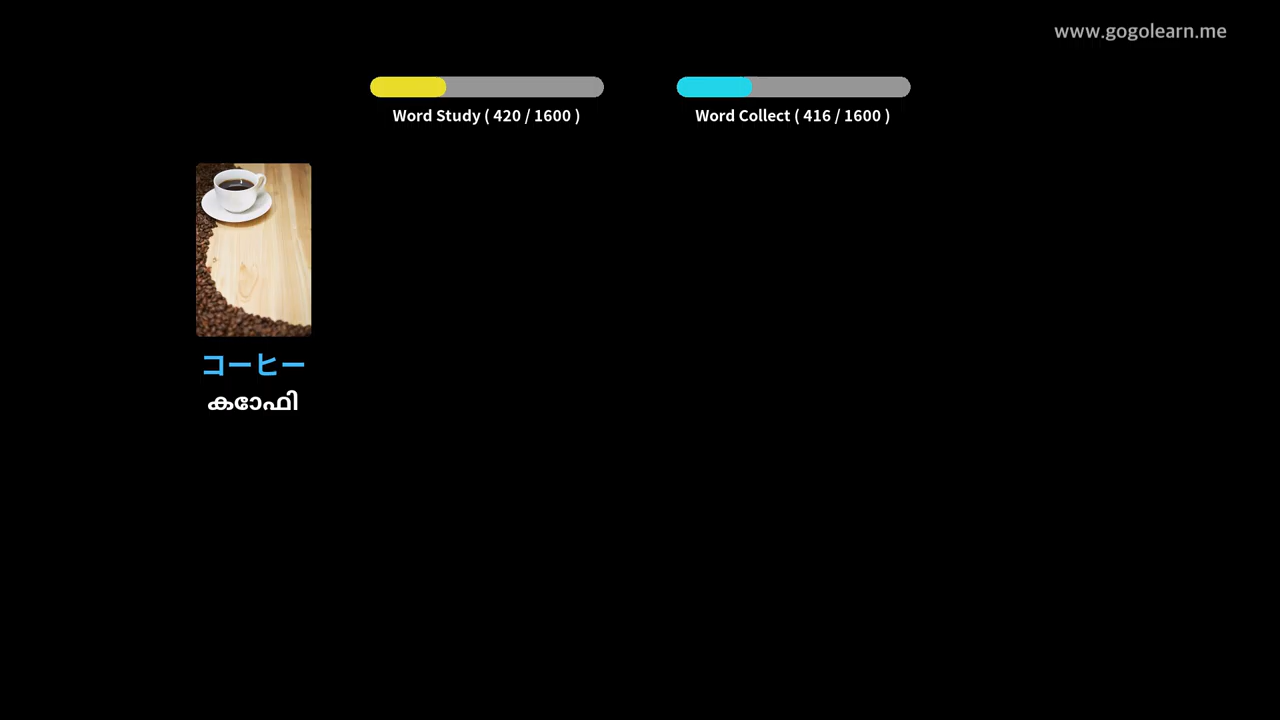 www.gogolearn.me
Word Study ( 420 / 1600 )
Word Collect ( 416 / 1600 )
コーヒー
കോഫി